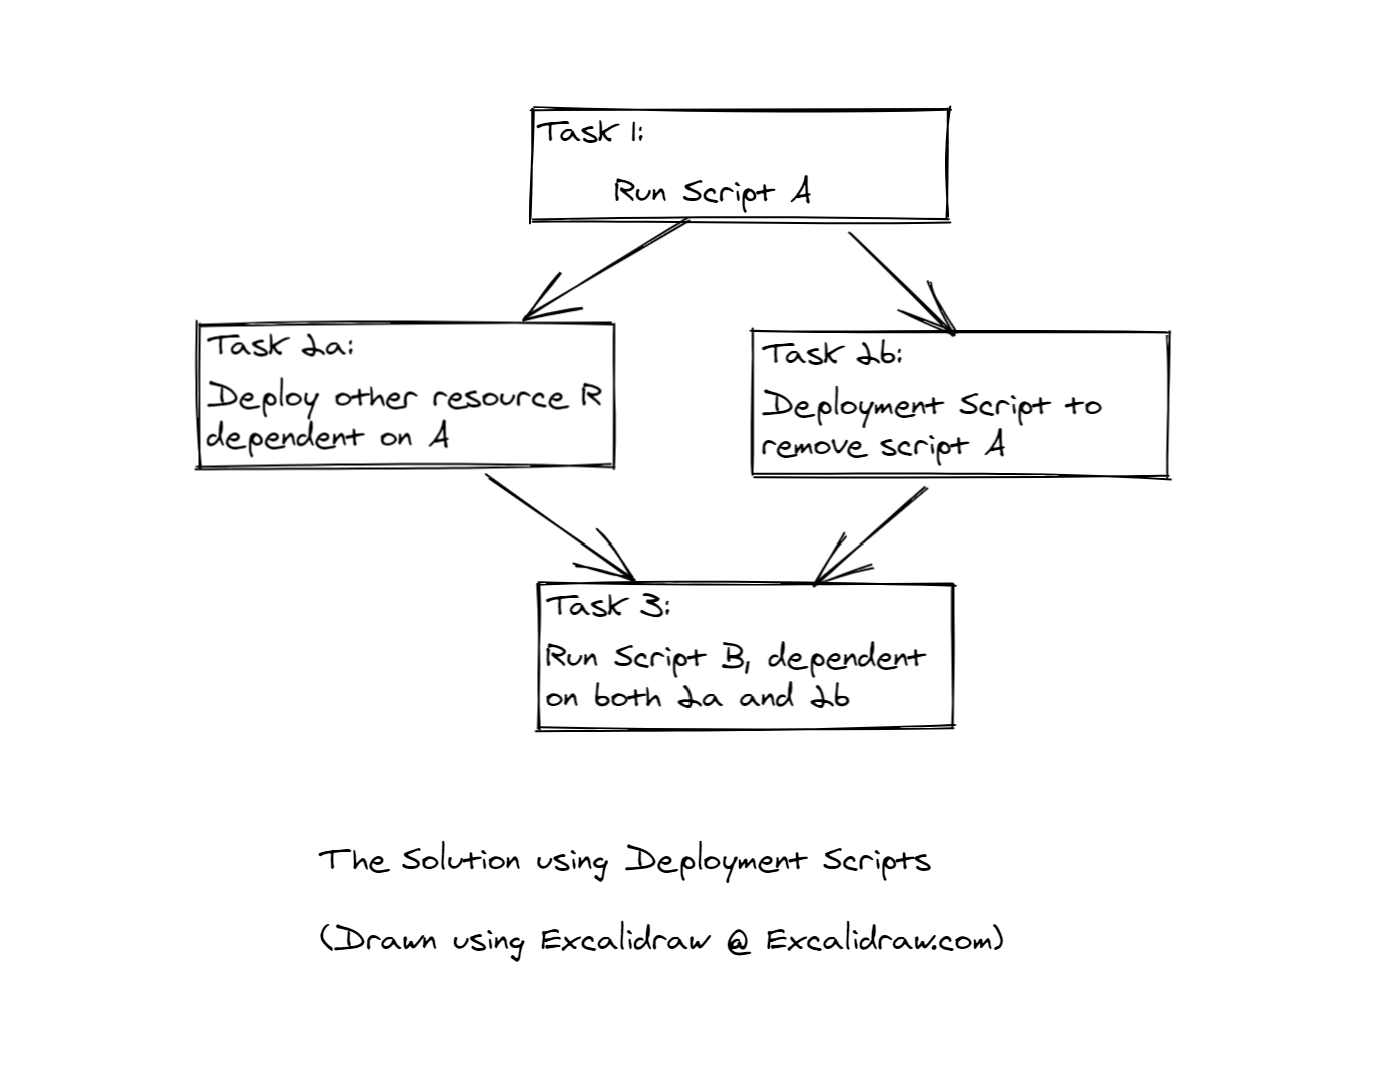 Task 1:
Run Script A
Task 2a:
Deploy other resource R
dependent on A
Task 2b:
Deployment Script to
remove script A
Task 3:
Run Script B, dependent
on both 2a and 2b
The Solution using Deployment Scripts
(Drawn using Excalidraw @ Excalidraw.com)